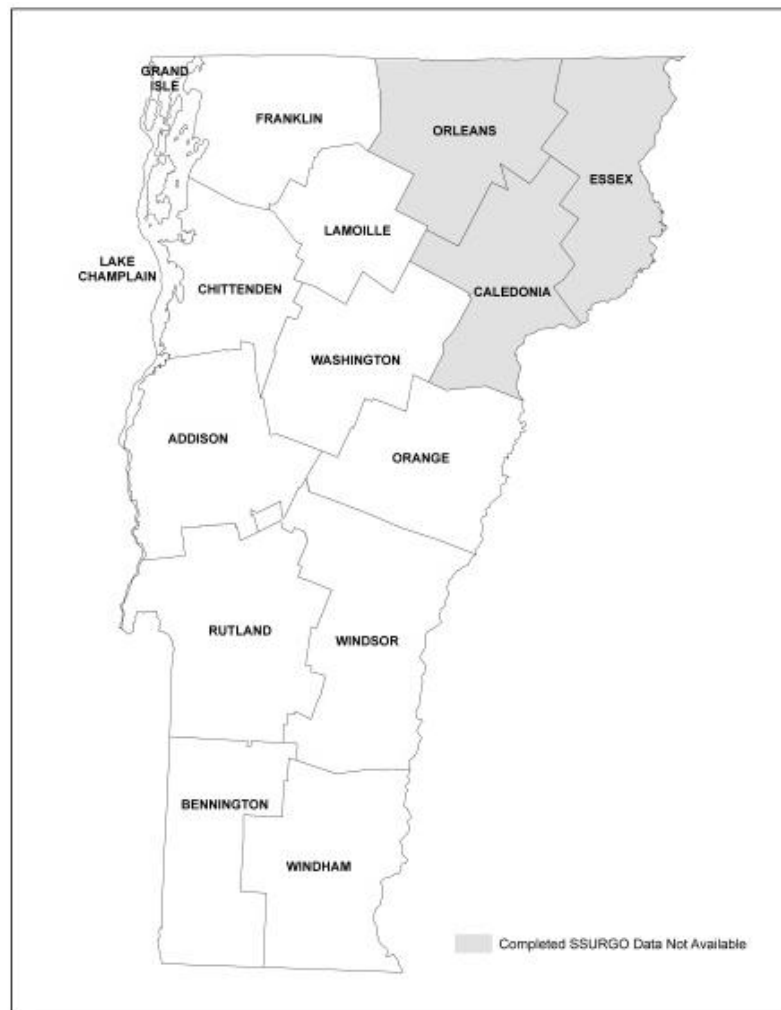 GRAND
ISLE
FRANKLIN
ORLEANS
ESSEX
LAMOILLE
LAKE
CHAMPLAIN
CHITTENDEN
CALEDONIA
WASHINGTON
ADDISON
ORANGE
RUTLAND
WINDSOR
BENNINGTON
WINDHAM
Completed SSURGO Data Not Available